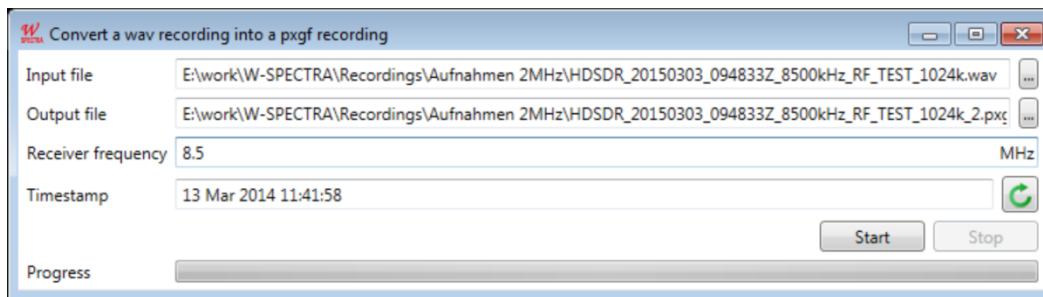 W SPECTRA Convert a wav recording into a pxgf recording
Input file E:\work\W-SPECTRA\Recordings\Aufnahmen 2MHz\HDSDR_20150303_094833Z_8500kHz_RF_TEST_1024k.wav ...
Output file E:\work\W-SPECTRA\Recordings\Aufnahmen 2MHz\HDSDR_20150303_094833Z_8500kHz_RF_TEST_1024k_2.pxg ...
Receiver frequency 8.5 MHz
Timestamp 13 Mar 2014 11:41:58
Start Stop
Progress